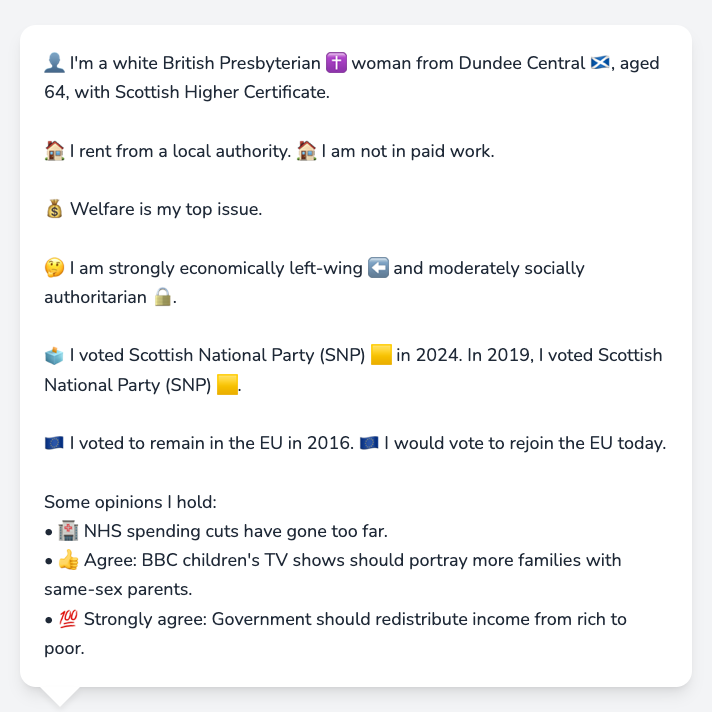 👤 I'm a white British Presbyterian ✝️ woman from Dundee Central 🏴󠁧󠁢󠁳󠁣󠁴󠁿, aged
64, with Scottish Higher Certificate.
🏠 I rent from a local authority. 🏠 I am not in paid work.
💰 Welfare is my top issue.
🤔 I am strongly economically left-wing ⬅️ and moderately socially
authoritarian 🔒.
🗳️ I voted Scottish National Party (SNP) 🟨 in 2024. In 2019, I voted Scottish
National Party (SNP) 🟨.
🇪🇺 I voted to remain in the EU in 2016. 🇪🇺 I would vote to rejoin the EU today.
Some opinions I hold:
• 🏥 NHS spending cuts have gone too far.
• 👍 Agree: BBC children's TV shows should portray more families with
same-sex parents.
• 💯 Strongly agree: Government should redistribute income from rich to
poor.